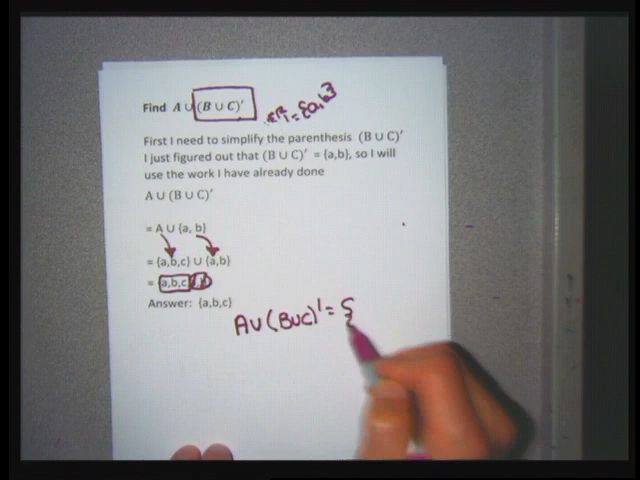 Find A ∪ (B ∪ C)′
= {a,b}
First I need to simplify the parenthesis (B ∪ C)′
I just figured out that (B ∪ C)′ = {a,b}, so I will
use the work I have already done
A ∪ (B ∪ C)′
= A ∪ {a, b}
= {a,b,c} ∪ {a,b}
= {a,b,c
Answer: {a,b,c}
A∪(B∪C)′= {